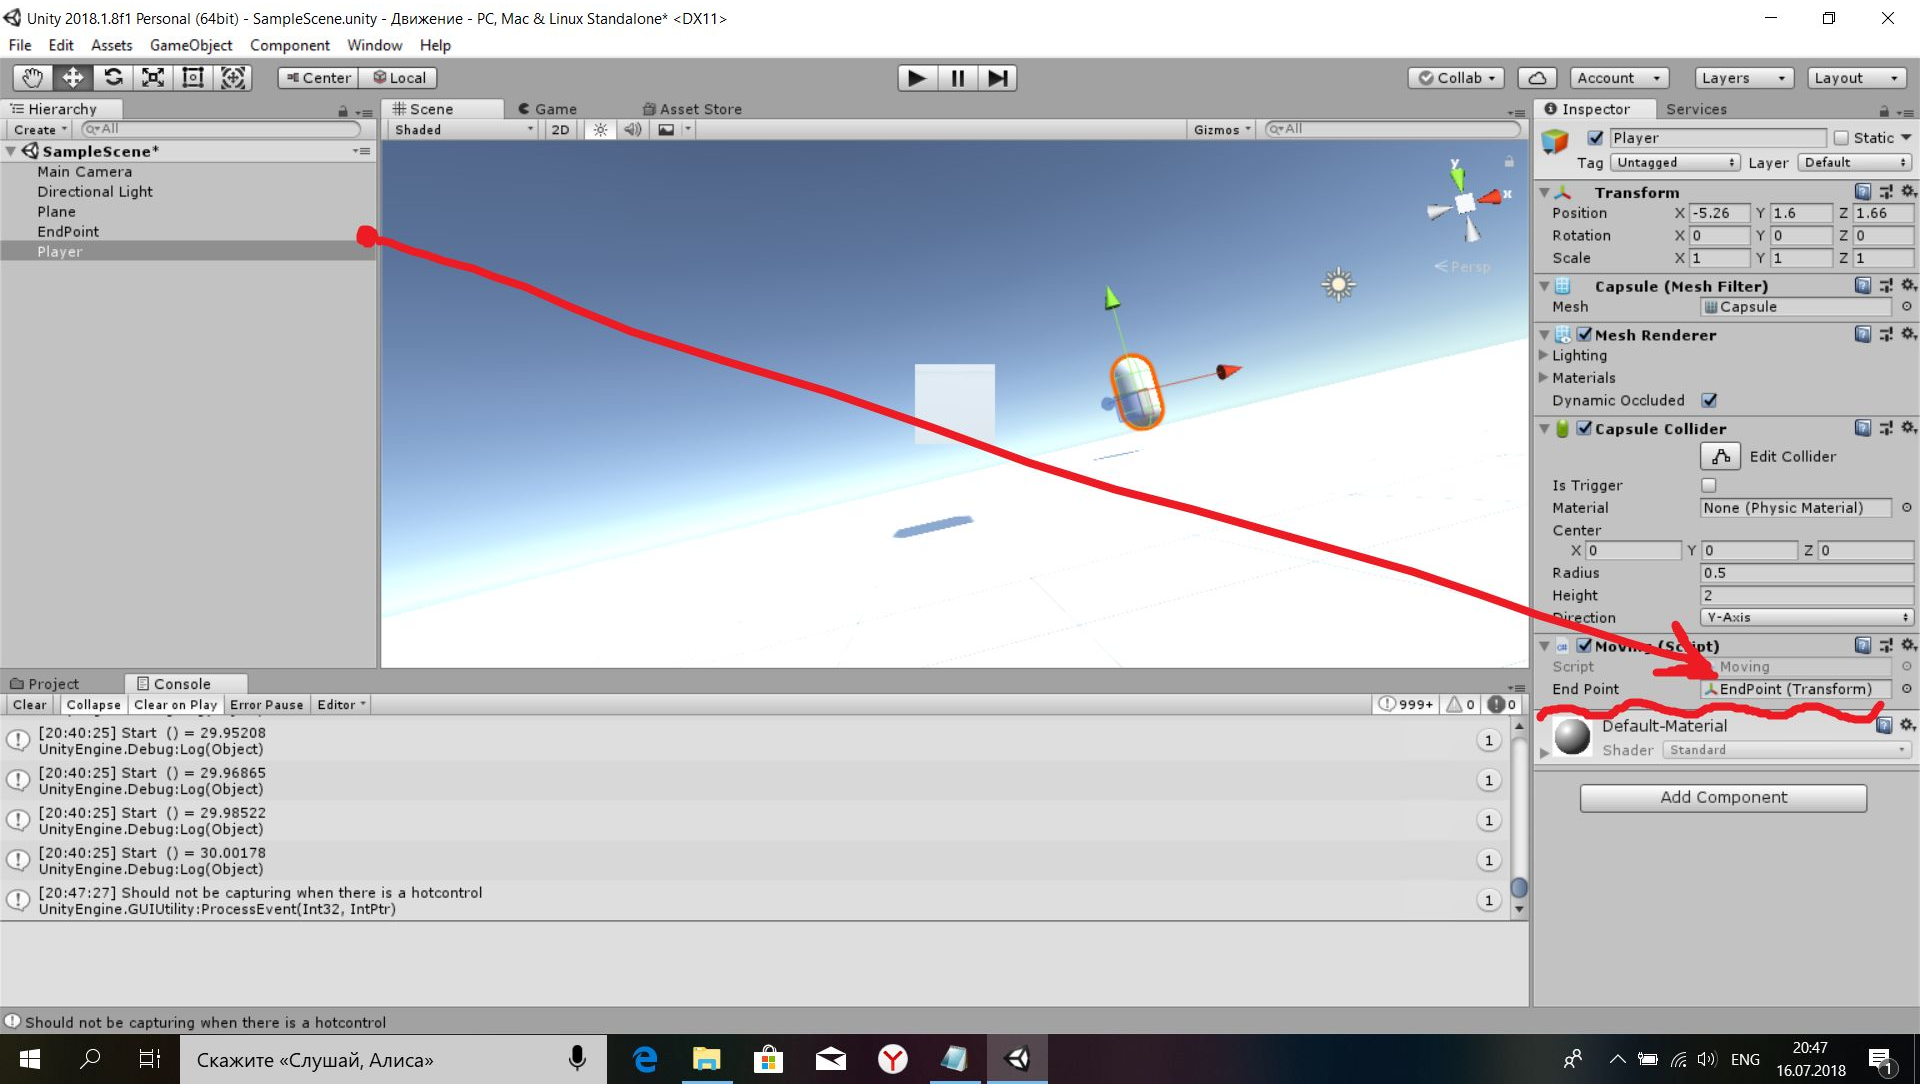 Unity 2018.1.8f1 Personal (64bit) - SampleScene.unity - Движение - PC, Mac & Linux Standalone* <DX11>
File Edit Assets GameObject Component Window Help
Center Local Collab Account Layers Layout
Hierarchy
Create All
SampleScene*
Main Camera
Directional Light
Plane
EndPoint
Player
Scene Game Asset Store
Shaded 2D Gizmos All
y
x
Persp
Inspector Services
Player Static
Tag Untagged Layer Default
Transform
Position X -5.26 Y 1.6 Z 1.66
Rotation X 0 Y 0 Z 0
Scale X 1 Y 1 Z 1
Capsule (Mesh Filter)
Mesh Capsule
Mesh Renderer
Lighting
Materials
Dynamic Occluded
Capsule Collider
Edit Collider
Is Trigger
Material None (Physic Material)
Center
X 0 Y 0 Z 0
Radius 0.5
Height 2
Direction Y-Axis
Moving (Script)
Script Moving
End Point EndPoint (Transform)
Default-Material
Shader Standard
Add Component
Project Console
Clear Collapse Clear on Play Error Pause Editor 999+ 0 0
[20:40:25] Start () = 29.95208
UnityEngine.Debug:Log(Object)
1
[20:40:25] Start () = 29.96865
UnityEngine.Debug:Log(Object)
1
[20:40:25] Start () = 29.98522
UnityEngine.Debug:Log(Object)
1
[20:40:25] Start () = 30.00178
UnityEngine.Debug:Log(Object)
1
[20:47:27] Should not be capturing when there is a hotcontrol
UnityEngine.GUIUtility:ProcessEvent(Int32, IntPtr)
1
Should not be capturing when there is a hotcontrol
Скажите «Слушай, Алиса»
ENG
20:47
16.07.2018
1